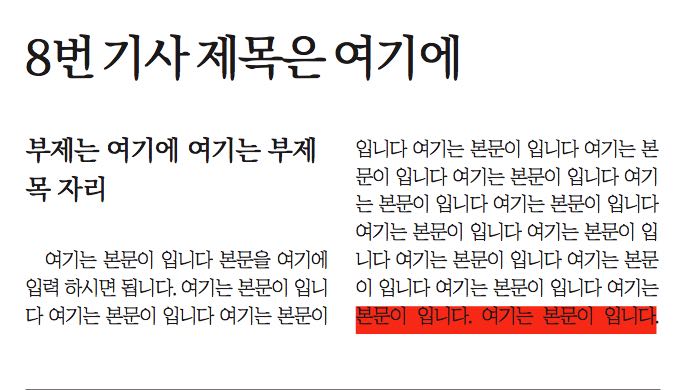 8번 기사 제목은 여기에
부제는 여기에 여기는 부제
목 자리
여기는 본문이 입니다 본문을 여기에
입력 하시면 됩니다. 여기는 본문이 입니
다 여기는 본문이 입니다 여기는 본문이
입니다 여기는 본문이 입니다 여기는 본
문이 입니다 여기는 본문이 입니다 여기
는 본문이 입니다 여기는 본문이 입니다
여기는 본문이 입니다 여기는 본문이 입
니다 여기는 본문이 입니다 여기는 본문
이 입니다 여기는 본문이 입니다 여기는
본문이 입니다. 여기는 본문이 입니다.